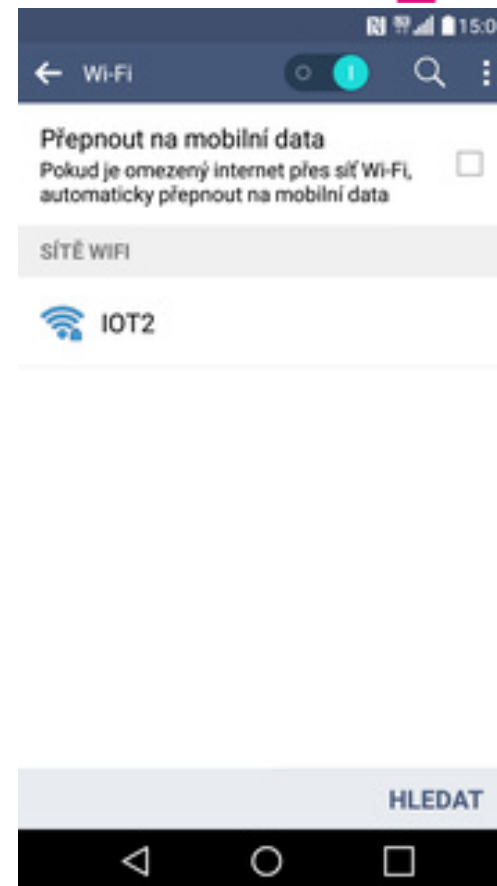 15:0
Wi-Fi
Přepnout na mobilní data
Pokud je omezený internet přes síť Wi-Fi,
automaticky přepnout na mobilní data
SÍTĚ WIFI
IOT2
HLEDAT